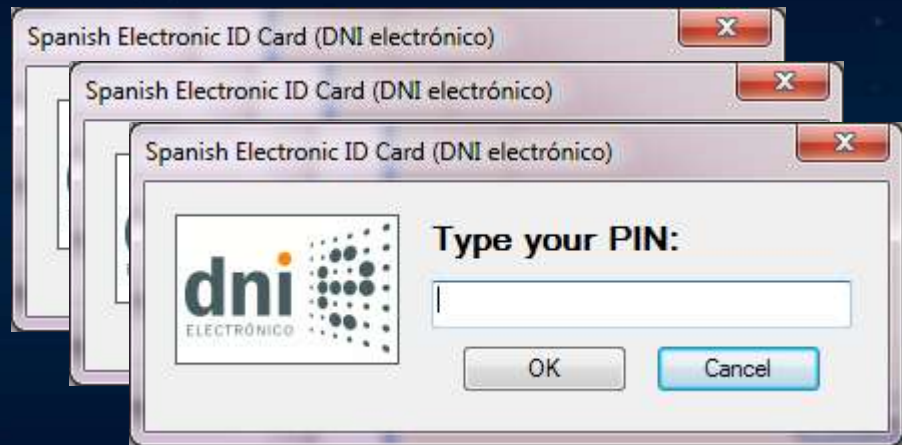 Spanish Electronic ID Card (DNI electrónico)
Spanish Electronic ID Card (DNI electrónico)
Spanish Electronic ID Card (DNI electrónico)
Type your PIN:
dni
ELECTRÓNICO
OK
Cancel